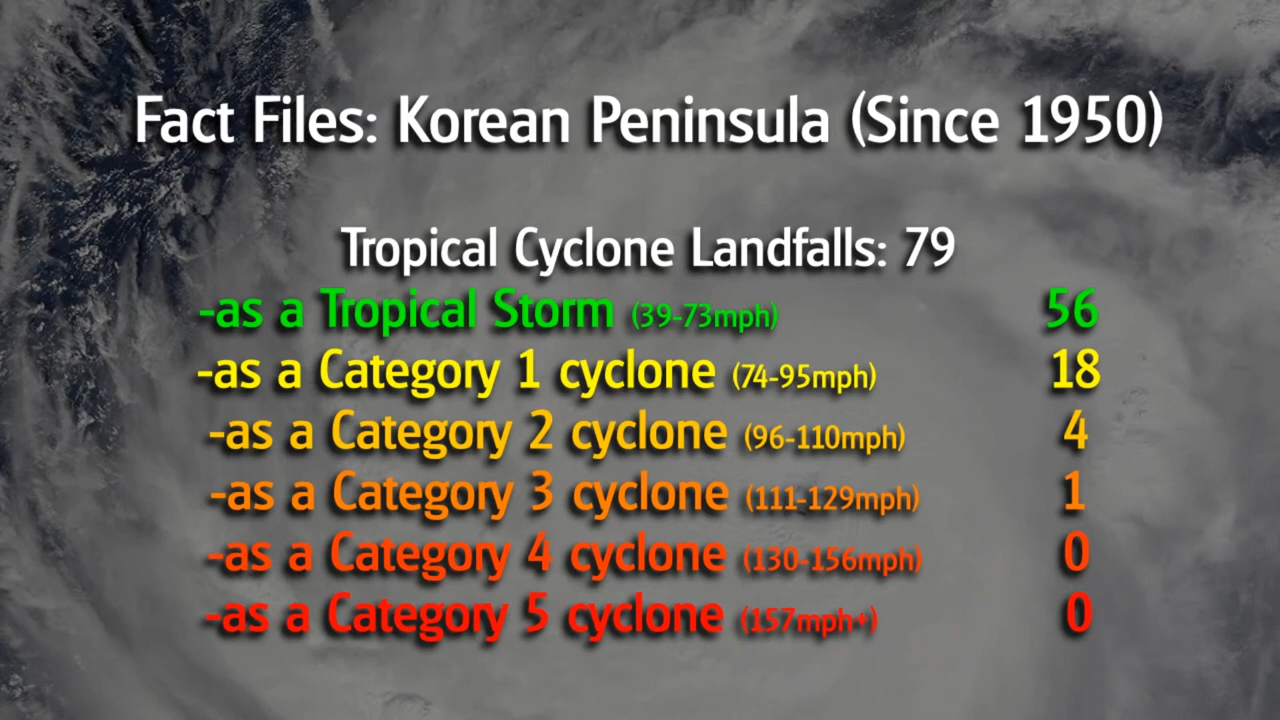 Fact Files: Korean Peninsula (Since 1950)
Tropical Cyclone Landfalls: 79
-as a Tropical Storm (39-73mph) 56
-as a Category 1 cyclone (74-95mph) 18
-as a Category 2 cyclone (96-110mph) 4
-as a Category 3 cyclone (111-129mph) 1
-as a Category 4 cyclone (130-156mph) 0
-as a Category 5 cyclone (157mph+) 0